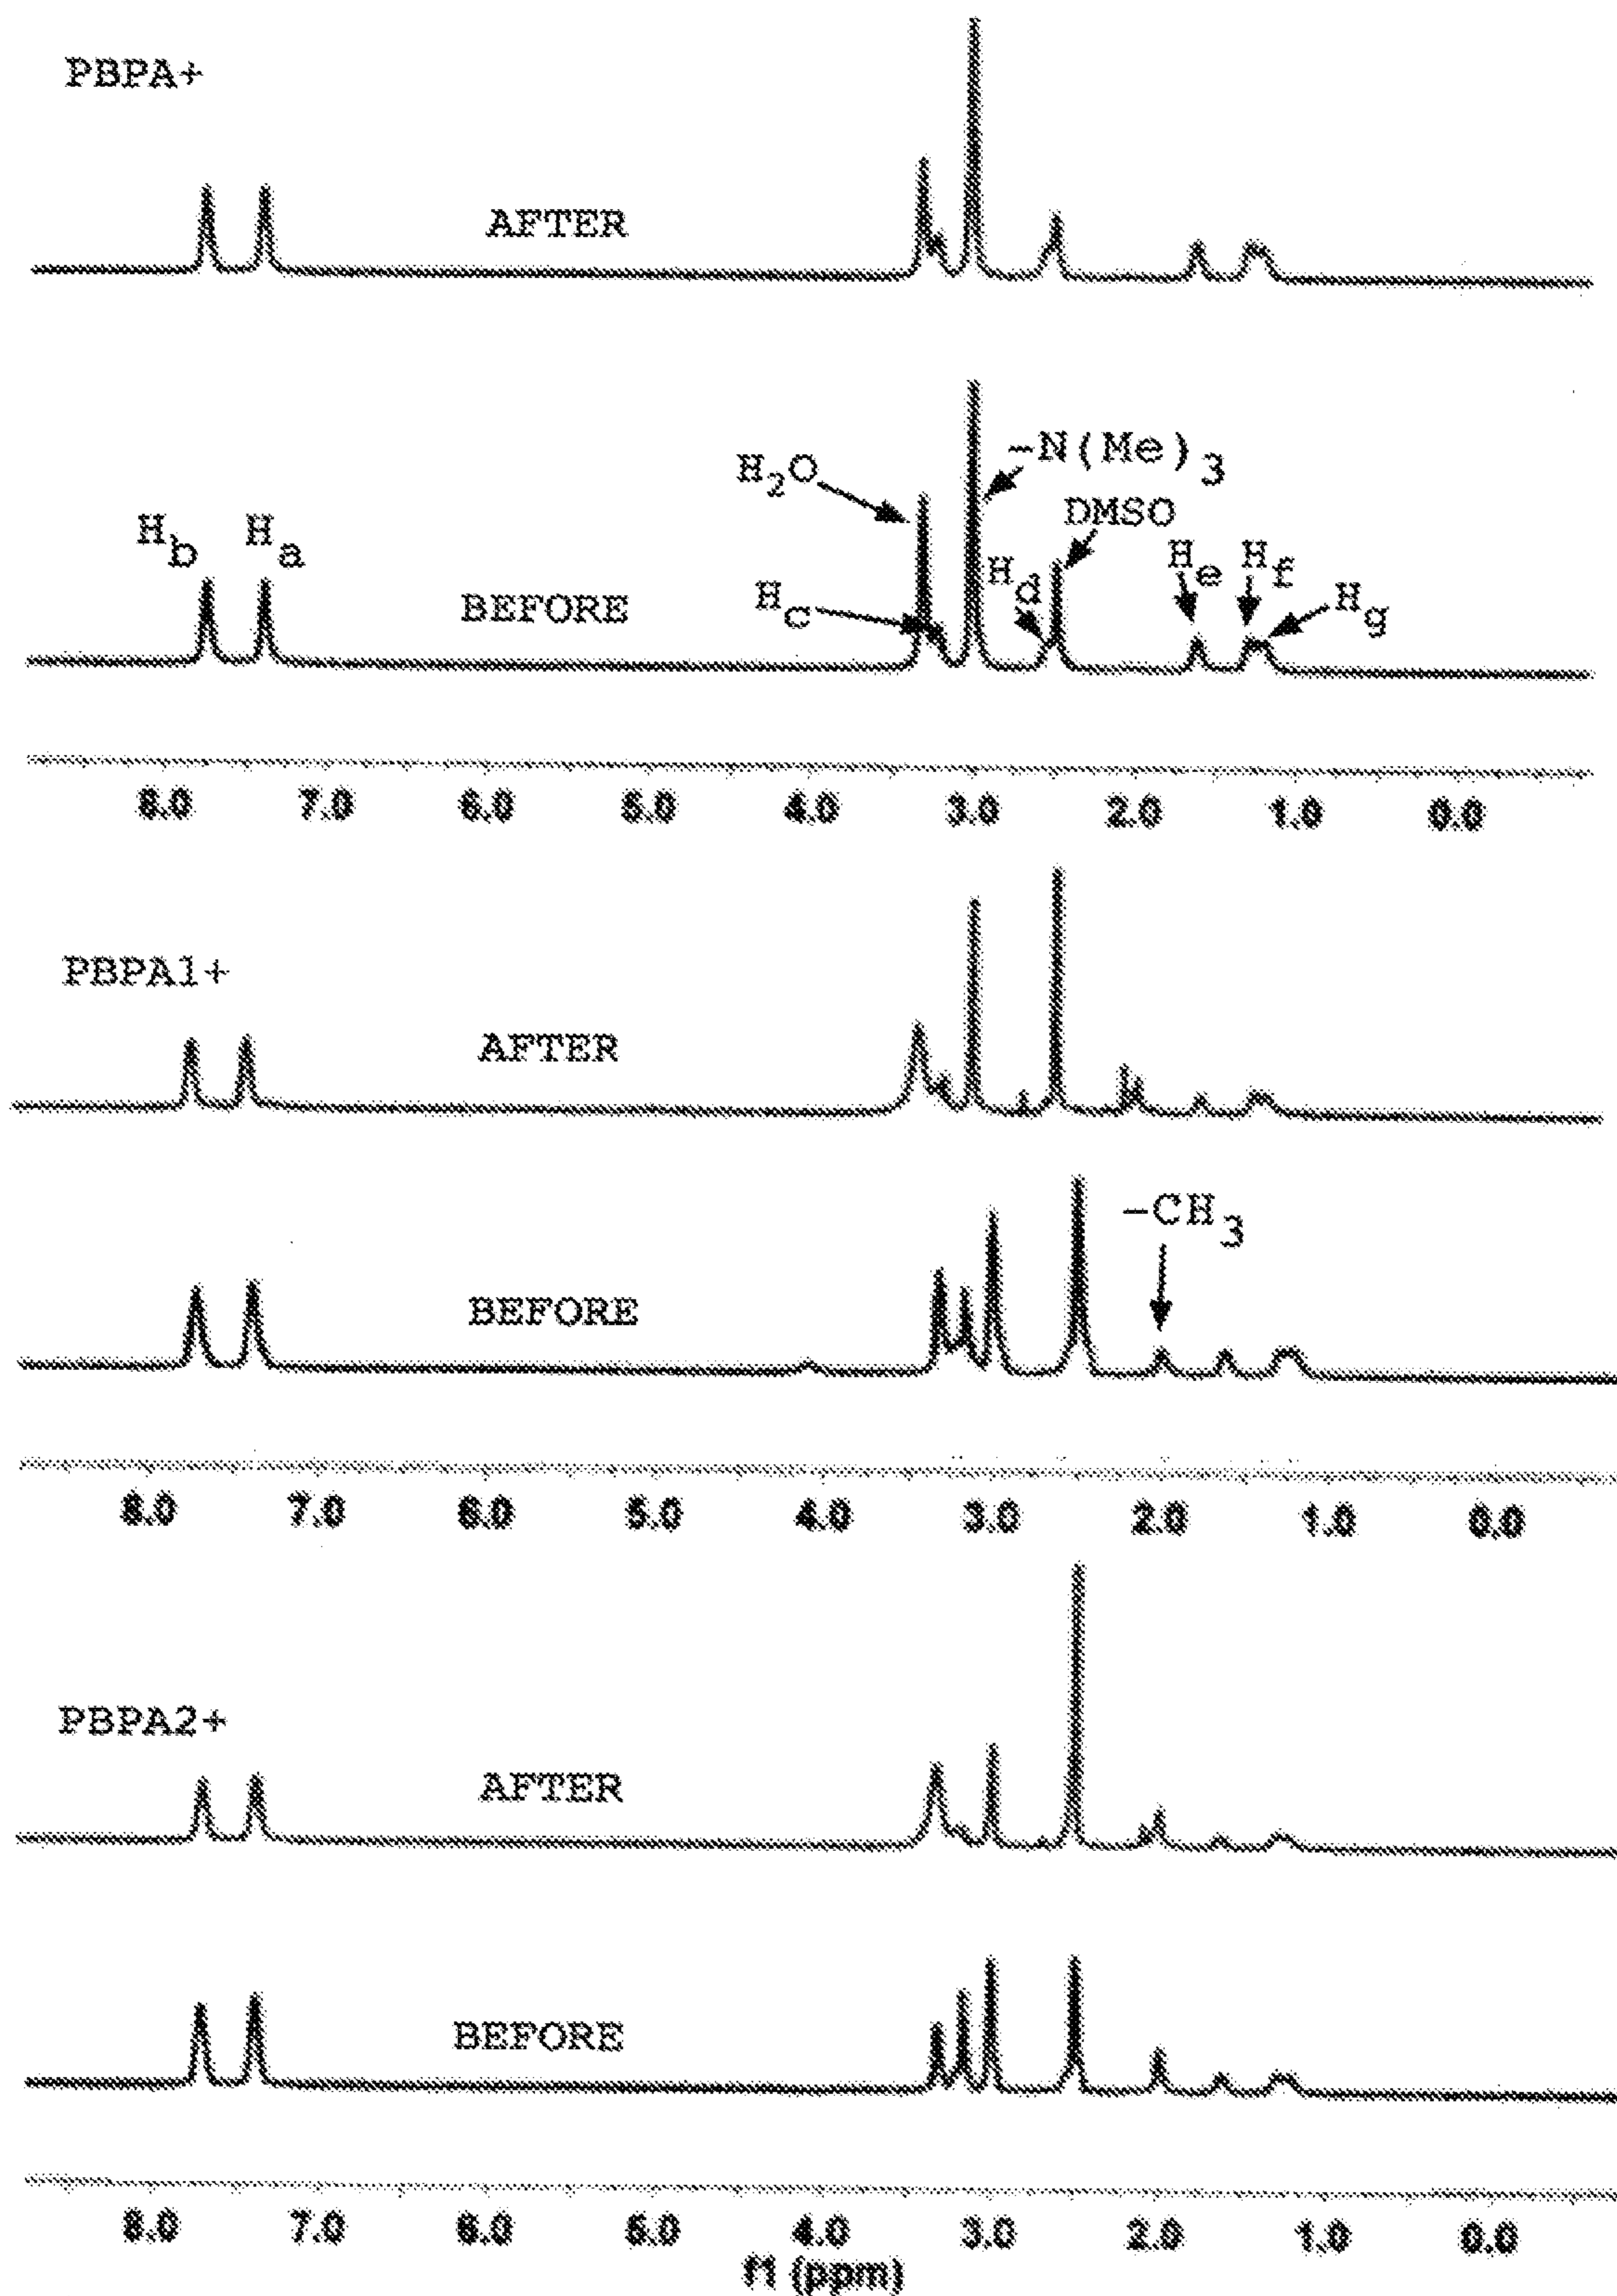 PBPA+
AFTER
-N(Me)3
H2O
DMSO
Hb Ha Hd He Hf
BEFORE Hc Hg
8.0 7.0 6.0 5.0 4.0 3.0 2.0 1.0 0.0
PBPA1+
AFTER
-CH3
BEFORE
8.0 7.0 6.0 5.0 4.0 3.0 2.0 1.0 0.0
PBPA2+
AFTER
BEFORE
8.0 7.0 6.0 5.0 4.0 3.0 2.0 1.0 0.0
f1 (ppm)